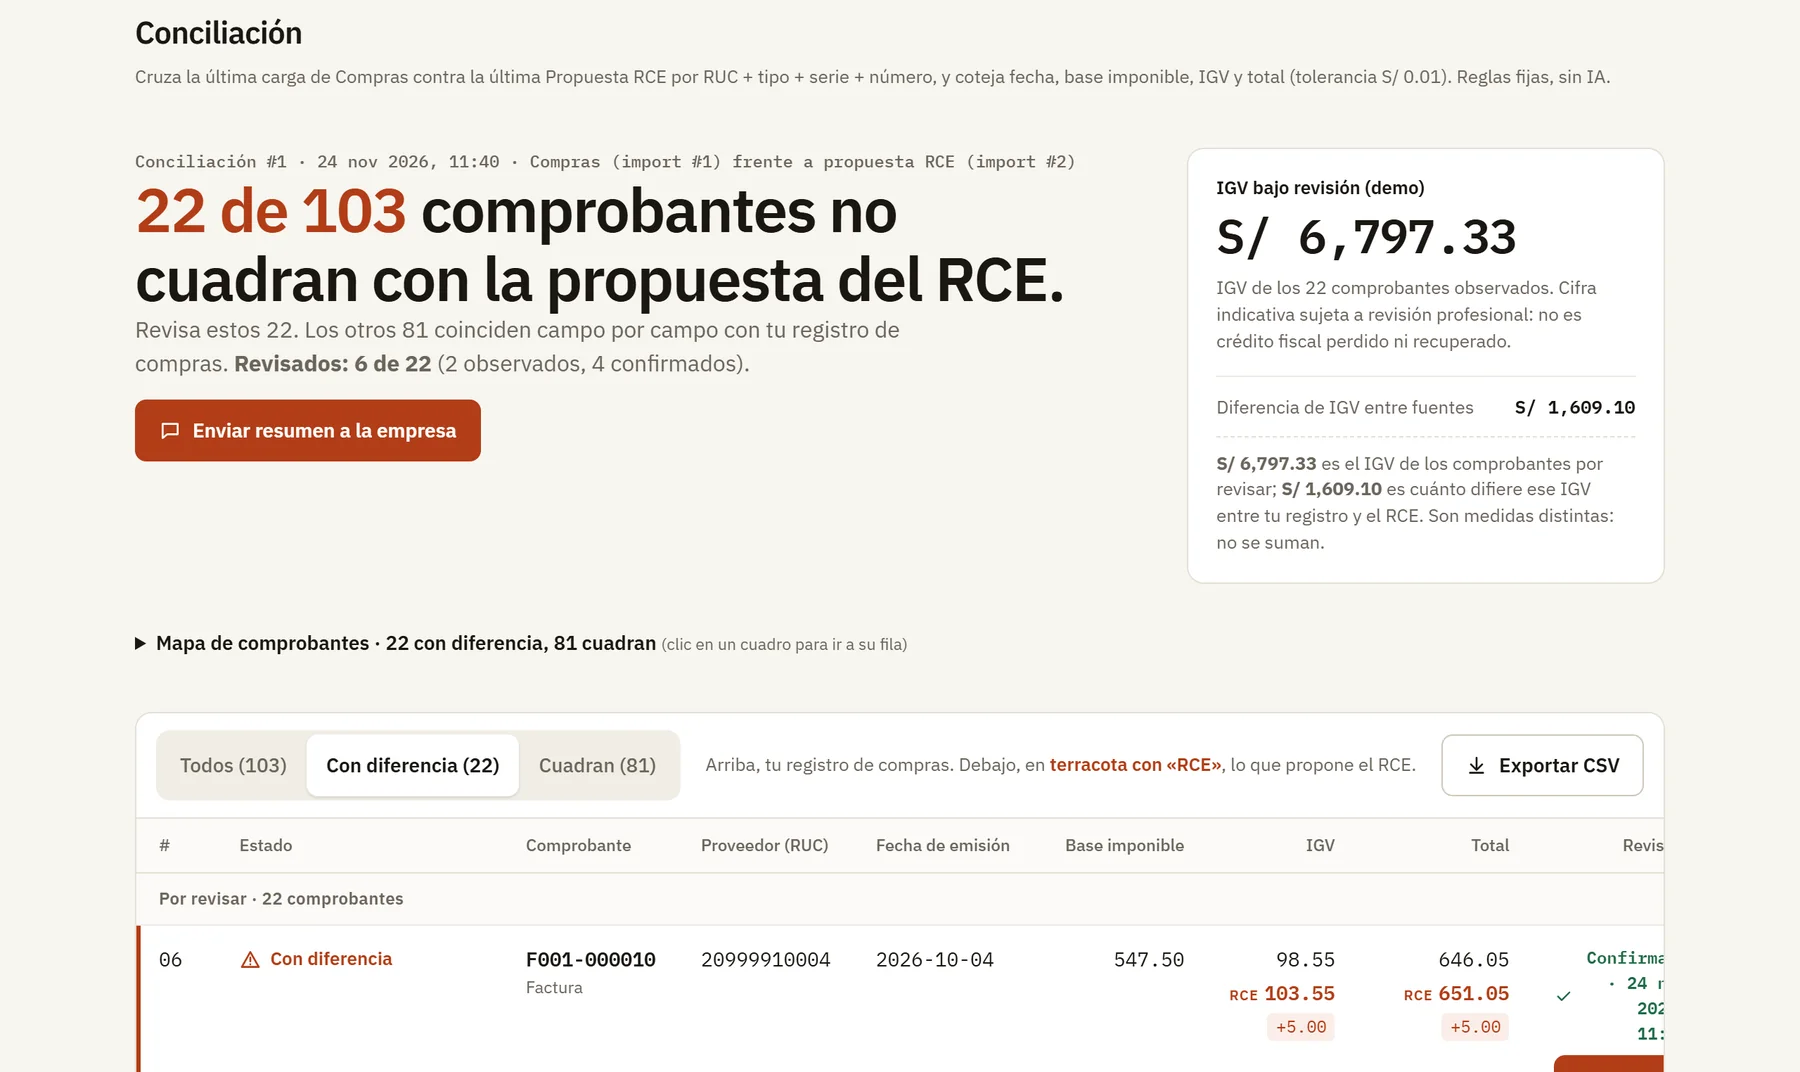 Conciliación
Cruza la última carga de Compras contra la última Propuesta RCE por RUC + tipo + serie + número, y coteja fecha, base imponible, IGV y total (tolerancia S/ 0.01). Reglas fijas, sin IA.
Conciliación #1 · 24 nov 2026, 11:40 · Compras (import #1) frente a propuesta RCE (import #2)
22 de 103 comprobantes no
cuadran con la propuesta del RCE.
Revisa estos 22. Los otros 81 coinciden campo por campo con tu registro de
compras. Revisados: 6 de 22 (2 observados, 4 confirmados).
Enviar resumen a la empresa
IGV bajo revisión (demo)
S/ 6,797.33
IGV de los 22 comprobantes observados. Cifra
indicativa sujeta a revisión profesional: no es
crédito fiscal perdido ni recuperado.
Diferencia de IGV entre fuentes S/ 1,609.10
S/ 6,797.33 es el IGV de los comprobantes por
revisar; S/ 1,609.10 es cuánto difiere ese IGV
entre tu registro y el RCE. Son medidas distintas:
no se suman.
Mapa de comprobantes · 22 con diferencia, 81 cuadran (clic en un cuadro para ir a su fila)
Todos (103) Con diferencia (22) Cuadran (81) Arriba, tu registro de compras. Debajo, en terracota con «RCE», lo que propone el RCE. Exportar CSV
# Estado Comprobante Proveedor (RUC) Fecha de emisión Base imponible IGV Total Revis
Por revisar · 22 comprobantes
06 Con diferencia F001-000010 20999910004 2026-10-04 547.50 98.55 646.05 Confirma
Factura RCE 103.55 RCE 651.05 · 24 n
202
+5.00 +5.00 11: